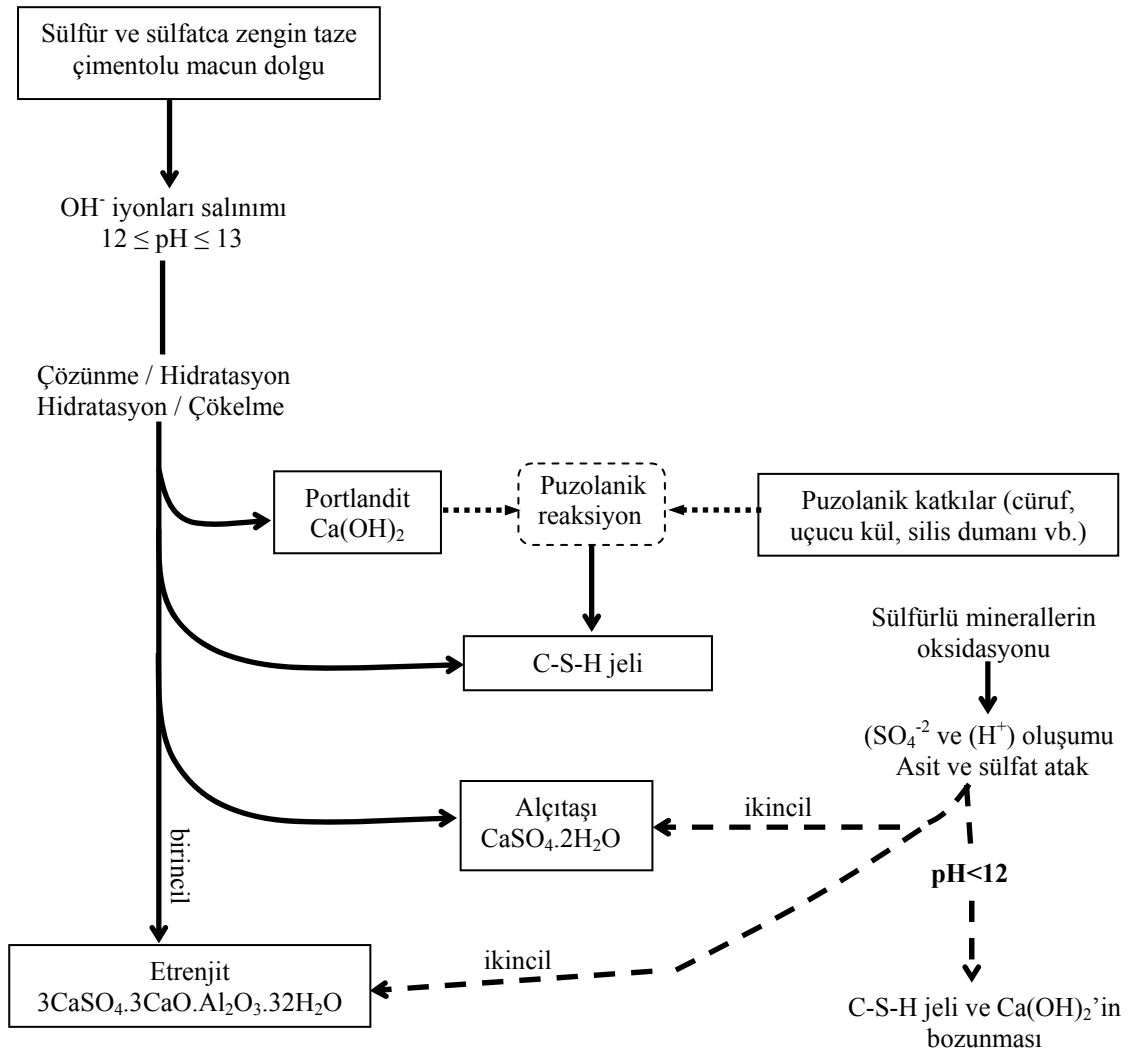 Sülfür ve sülfatca zengin taze
çimentolu macun dolgu
OH⁻ iyonları salınımı
12 ≤ pH ≤ 13
Çözünme / Hidratasyon
Hidratasyon / Çökelme
Portlandit
Ca(OH)₂
Puzolanik
reaksiyon
Puzolanik katkılar (cüruf,
uçucu kül, silis dumanı vb.)
C-S-H jeli
Sülfürlü minerallerin
oksidasyonu
(SO₄⁻² ve (H⁺) oluşumu
Asit ve sülfat atak
Alçıtaşı
CaSO₄.2H₂O
ikincil
pH<12
birincil
Etrenjit
3CaSO₄.3CaO.Al₂O₃.32H₂O
ikincil
C-S-H jeli ve Ca(OH)₂’in
bozunması